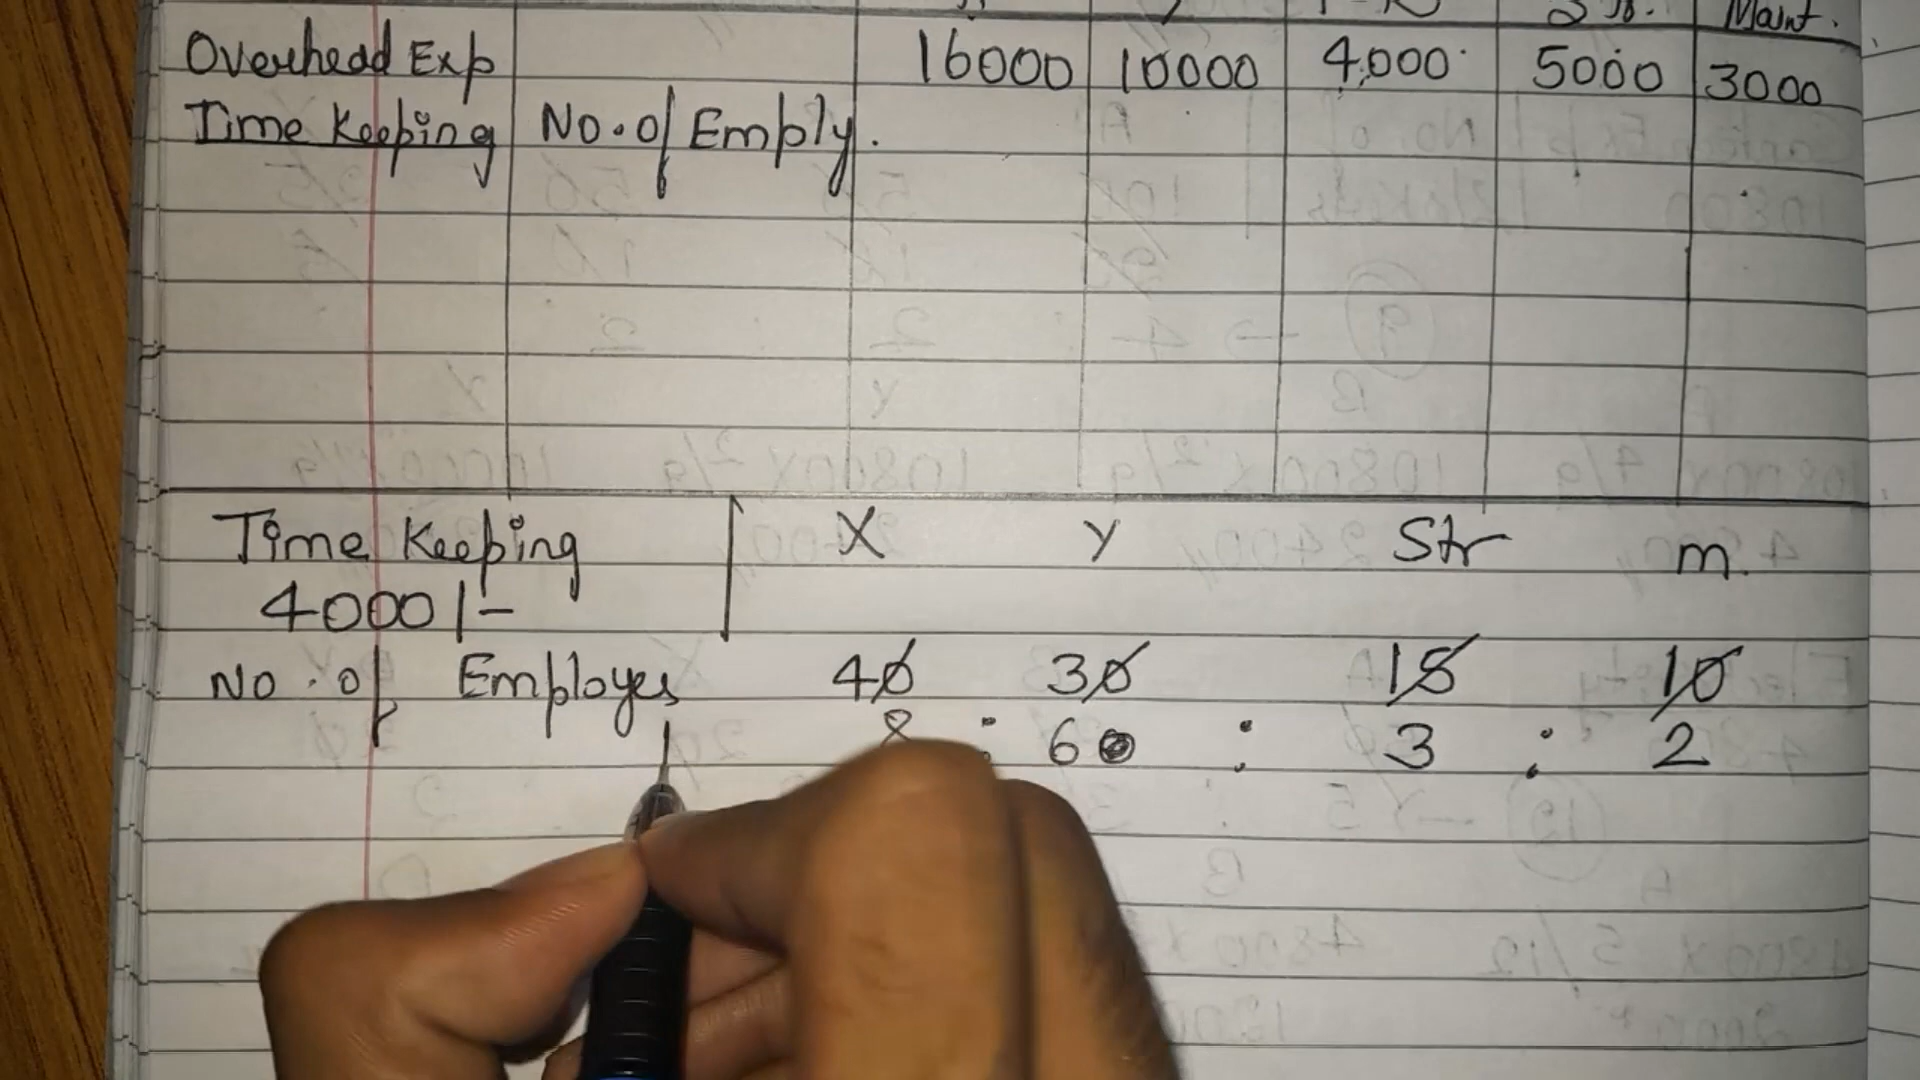 Maint.
Overhead Exp 16000 10000 4,000 5000 3000
Time Keeping No. of Emply.
Time Keeping X Y Str m.
4000/-
No. of Employes 40 30 15 10
8 : 6 : 3 : 2